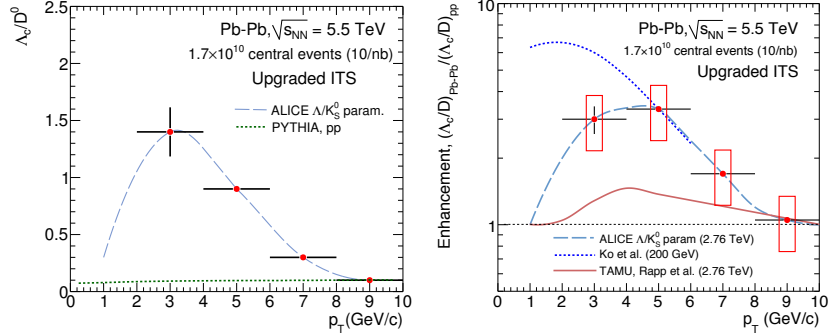 Λc/D⁰
2.5
2
1.5
1
0.5
0
Pb-Pb, √sNN = 5.5 TeV
1.7×10¹⁰ central events (10/nb)
Upgraded ITS
ALICE Λ/K⁰S param.
PYTHIA, pp
0 1 2 3 4 5 6 7 8 9 10
pT (GeV/c)
Enhancement, (Λc/D)Pb-Pb/(Λc/D)pp
10
1
Pb-Pb, √sNN = 5.5 TeV
1.7×10¹⁰ central events (10/nb)
Upgraded ITS
ALICE Λ/K⁰S param (2.76 TeV)
Ko et al. (200 GeV)
TAMU, Rapp et al. (2.76 TeV)
0 1 2 3 4 5 6 7 8 9 10
pT (GeV/c)